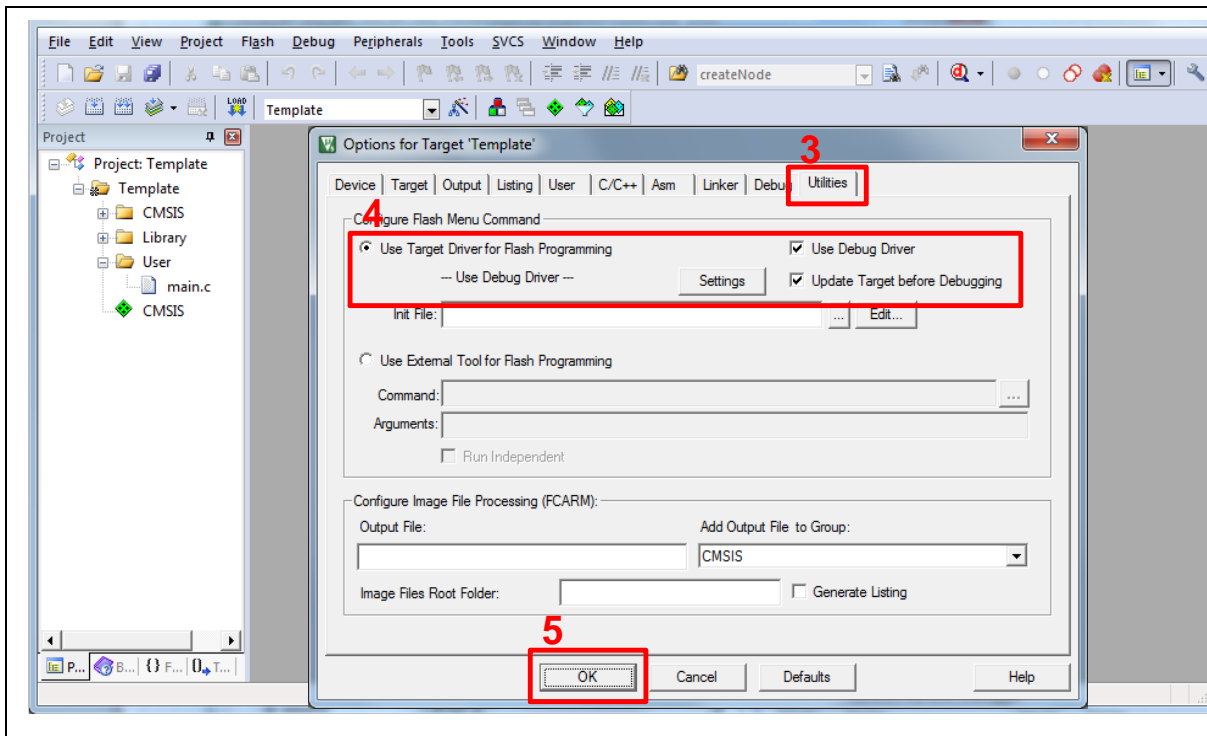 File Edit View Project Flash Debug Peripherals Tools SVCS Window Help
createNode
LOAD Template
Project
Project: Template
Template
CMSIS
Library
User
main.c
CMSIS
P... B... {} F... 0 T...
Options for Target 'Template'
3
Device Target Output Listing User C/C++ Asm Linker Debug Utilities
4
Configure Flash Menu Command
Use Target Driver for Flash Programming Use Debug Driver
--- Use Debug Driver --- Settings Update Target before Debugging
Init File: ... Edit...
Use External Tool for Flash Programming
Command: ...
Arguments:
Run Independent
Configure Image File Processing (FCARM):
Output File: Add Output File to Group:
CMSIS
Image Files Root Folder: Generate Listing
5
OK Cancel Defaults Help